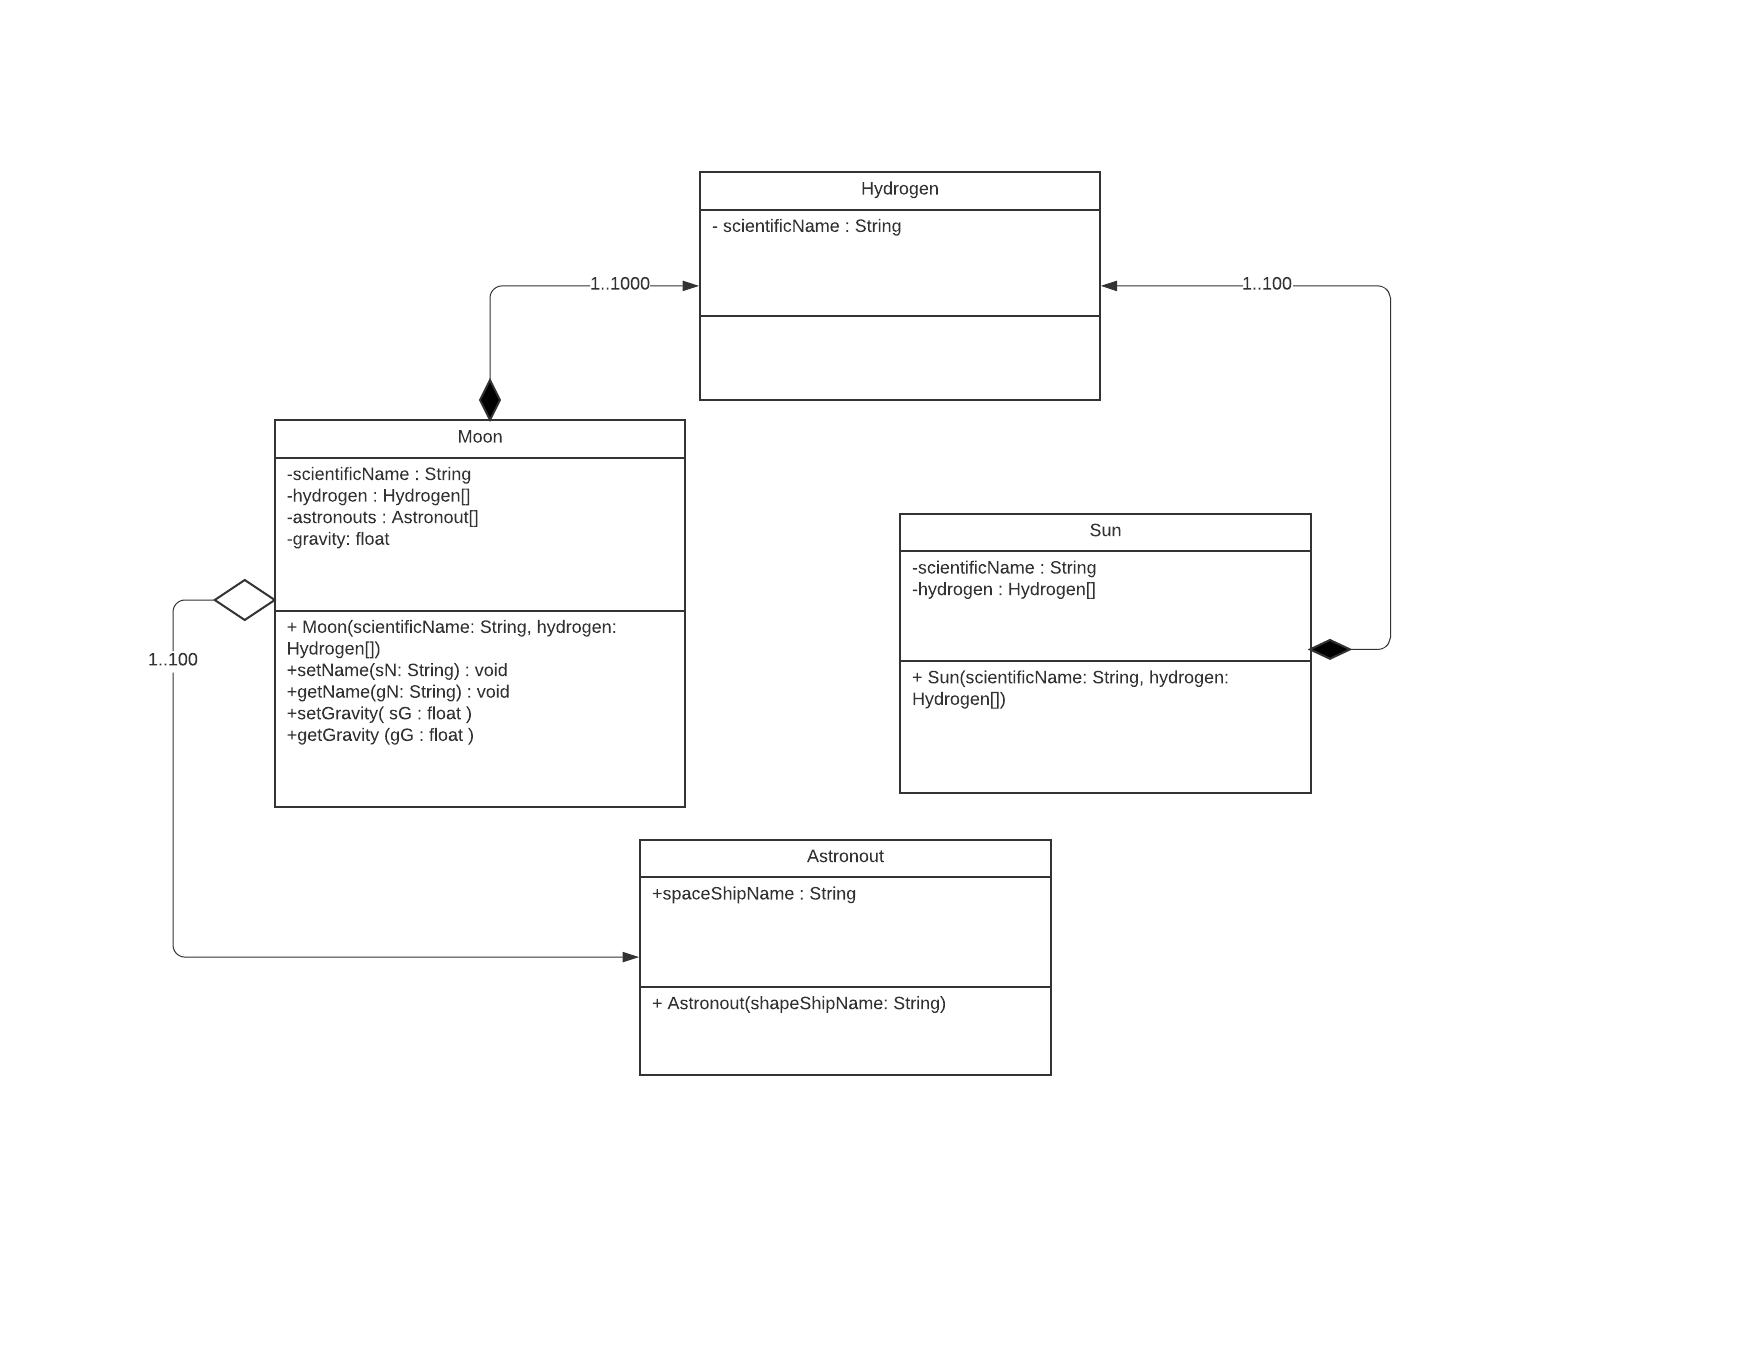 Hydrogen
- scientificName : String
1..1000
1..100
Moon
-scientificName : String
-hydrogen : Hydrogen[]
-astronouts : Astronout[]
-gravity: float
+ Moon(scientificName: String, hydrogen:
Hydrogen[])
+setName(sN: String) : void
+getName(gN: String) : void
+setGravity( sG : float )
+getGravity (gG : float )
1..100
Sun
-scientificName : String
-hydrogen : Hydrogen[]
+ Sun(scientificName: String, hydrogen:
Hydrogen[])
Astronout
+spaceShipName : String
+ Astronout(shapeShipName: String)